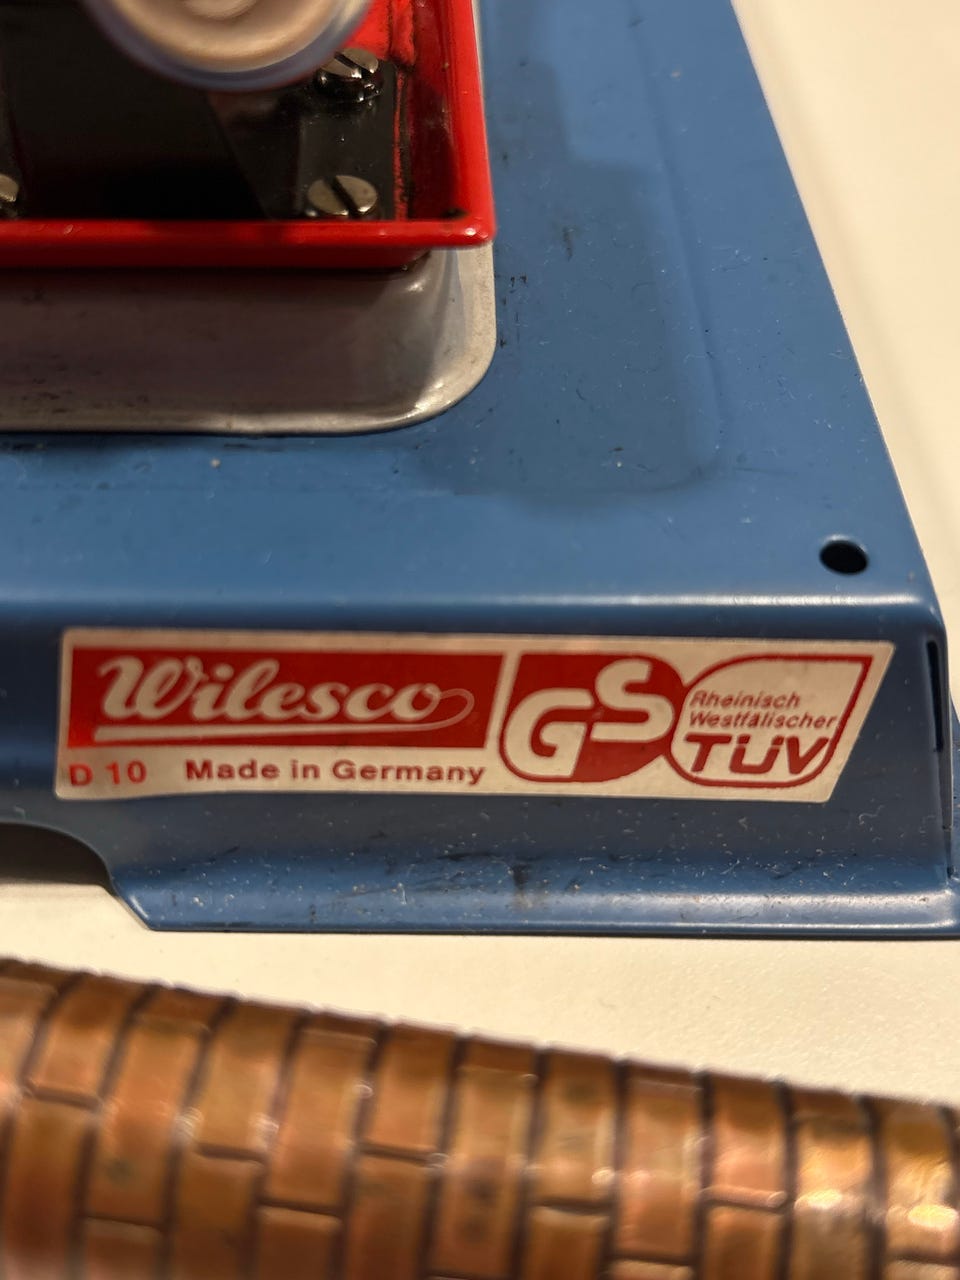 Wilesco
D 10 Made in Germany
GS
Rheinisch
Westfälischer
TÜV